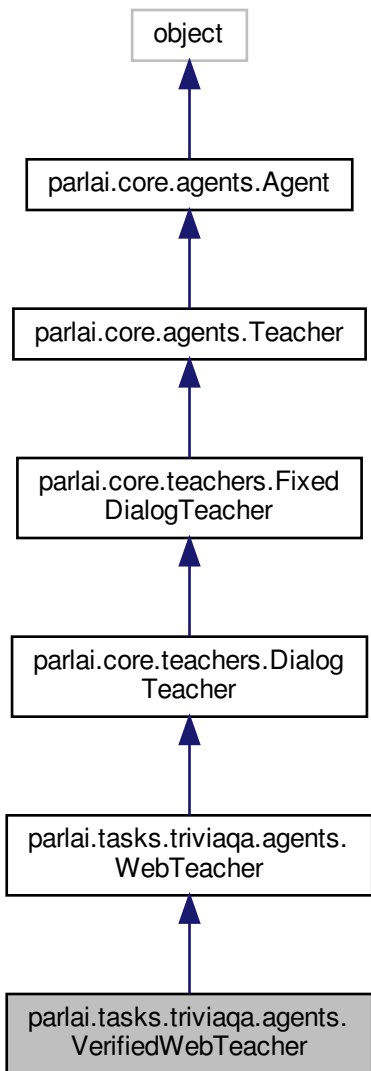 object
parlai.core.agents.Agent
parlai.core.agents.Teacher
parlai.core.teachers.Fixed
DialogTeacher
parlai.core.teachers.Dialog
Teacher
parlai.tasks.triviaqa.agents.
WebTeacher
parlai.tasks.triviaqa.agents.
VerifiedWebTeacher